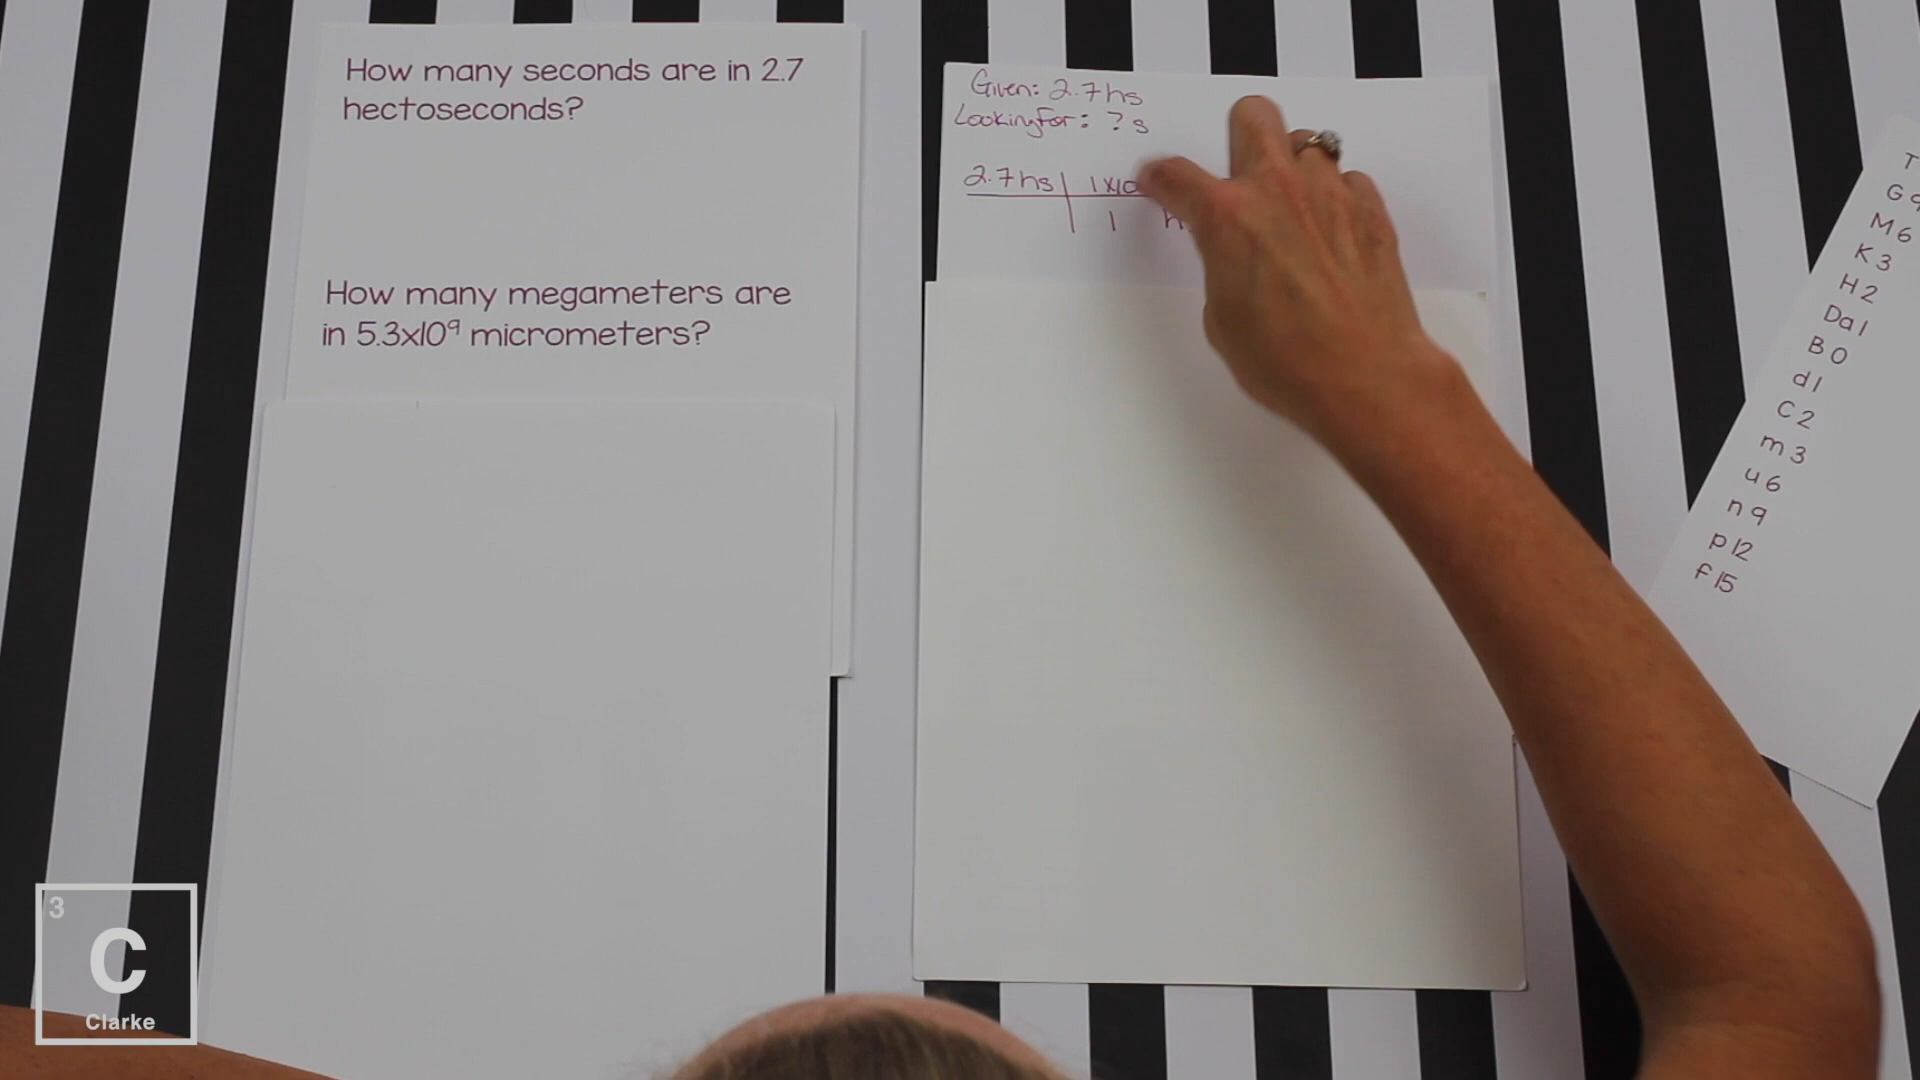 How many seconds are in 2.7
hectoseconds?
How many megameters are
in 5.3x10⁹ micrometers?
Given: 2.7hs
Looking For: ? s
2.7hs | 1x10
1 h
T
G 9
M 6
K 3
H 2
Da 1
B 0
d 1
C 2
m 3
u 6
n 9
p 12
f 15
3
C
Clarke